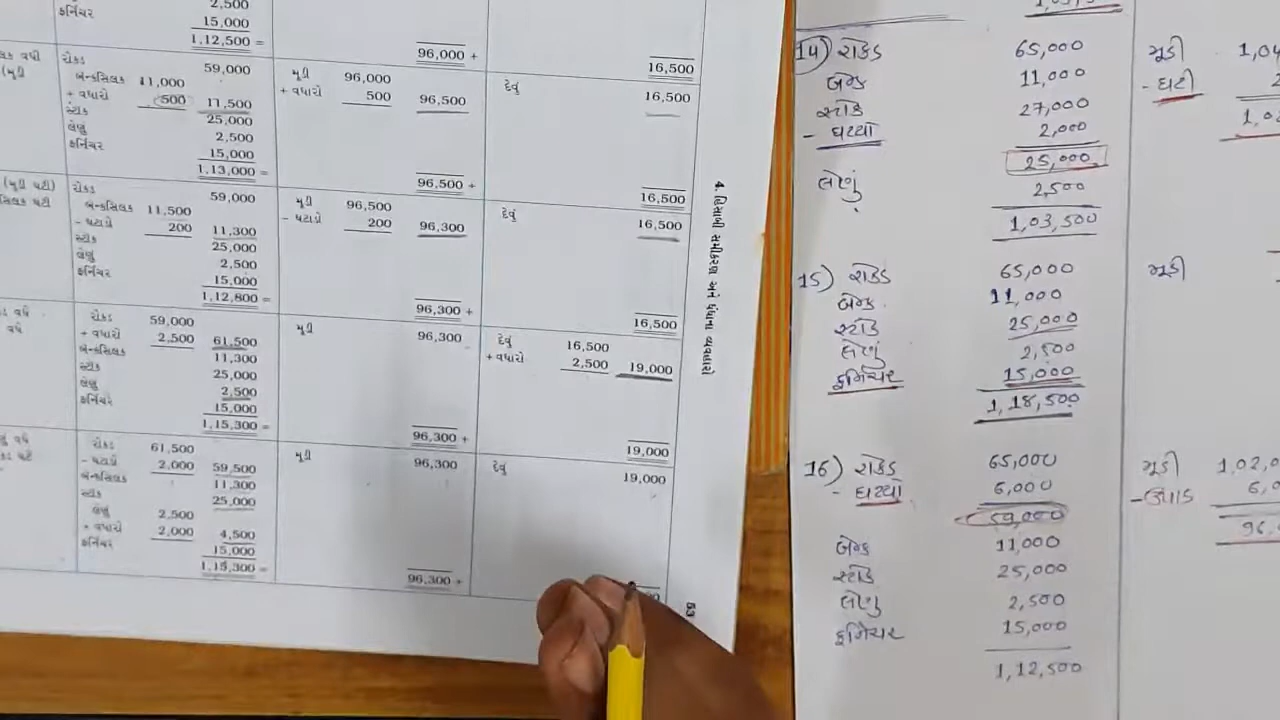 2,500
ફર્નિચર 15,000
1,12,500 = 96,000 + 16,500
રોકડ 59,000 મૂડી 96,000 દેવું 16,500
બેન્કસિલક 11,000 + વધારો 500 96,500
+ વધારો 500 11,500
સ્ટૉક 25,000
લેણું 2,500
ફર્નિચર 15,000
1,13,000 = 96,500 + 16,500
(મૂડી ઘટી) રોકડ 59,000 મૂડી 96,500 દેવું 16,500
બેન્કસિલક 11,500 - ઘટાડો 200 96,300
- ઘટાડો 200 11,300
સ્ટૉક 25,000
લેણું 2,500
ફર્નિચર 15,000
1,12,800 = 96,300 + 16,500
રોકડ 59,000 મૂડી 96,300 દેવું 16,500
+ વધારો 2,500 61,500 + વધારો 2,500 19,000
બેન્કસિલક 11,300
સ્ટૉક 25,000
લેણું 2,500
ફર્નિચર 15,000
1,15,300 = 96,300 + 19,000
રોકડ 61,500 મૂડી 96,300 દેવું 19,000
- ઘટાડો 2,000 59,500
બેન્કસિલક 11,300
સ્ટૉક 25,000
લેણું 2,500
+ વધારો 2,000 4,500
ફર્નિચર 15,000
1,15,300 = 96,300 +
4. હિસાબી સમીકરણ અને ધંધાના વ્યવહારો
53
14) રોકડ 65,000 મૂડી
બેન્ક 11,000 - ઘટી
સ્ટોક 27,000
- ઘટ્યો 2,000
25,000
લેણું 2,500
1,03,500
15) રોકડ 65,000 મૂડી
બેન્ક 11,000
સ્ટોક 25,000
લેણું 2,500
ફર્નિચર 15,000
1,18,500
16) રોકડ 65,000 મૂડી
- ઘટ્યો 6,000 - ઉપાડ
59,000
બેન્ક 11,000
સ્ટોક 25,000
લેણું 2,500
ફર્નિચર 15,000
1,12,500